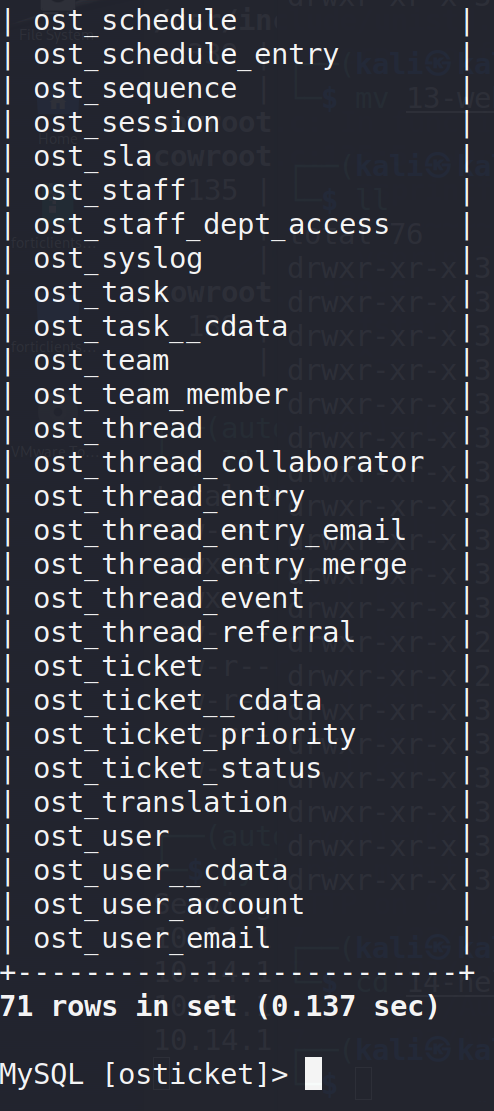 | ost_schedule |
| ost_schedule_entry |
| ost_sequence |
| ost_session |
| ost_sla |
| ost_staff |
| ost_staff_dept_access |
| ost_syslog |
| ost_task |
| ost_task__cdata |
| ost_team |
| ost_team_member |
| ost_thread |
| ost_thread_collaborator |
| ost_thread_entry |
| ost_thread_entry_email |
| ost_thread_entry_merge |
| ost_thread_event |
| ost_thread_referral |
| ost_ticket |
| ost_ticket__cdata |
| ost_ticket_priority |
| ost_ticket_status |
| ost_translation |
| ost_user |
| ost_user__cdata |
| ost_user_account |
| ost_user_email |
+--------------------------+
71 rows in set (0.137 sec)
MySQL [osticket]>